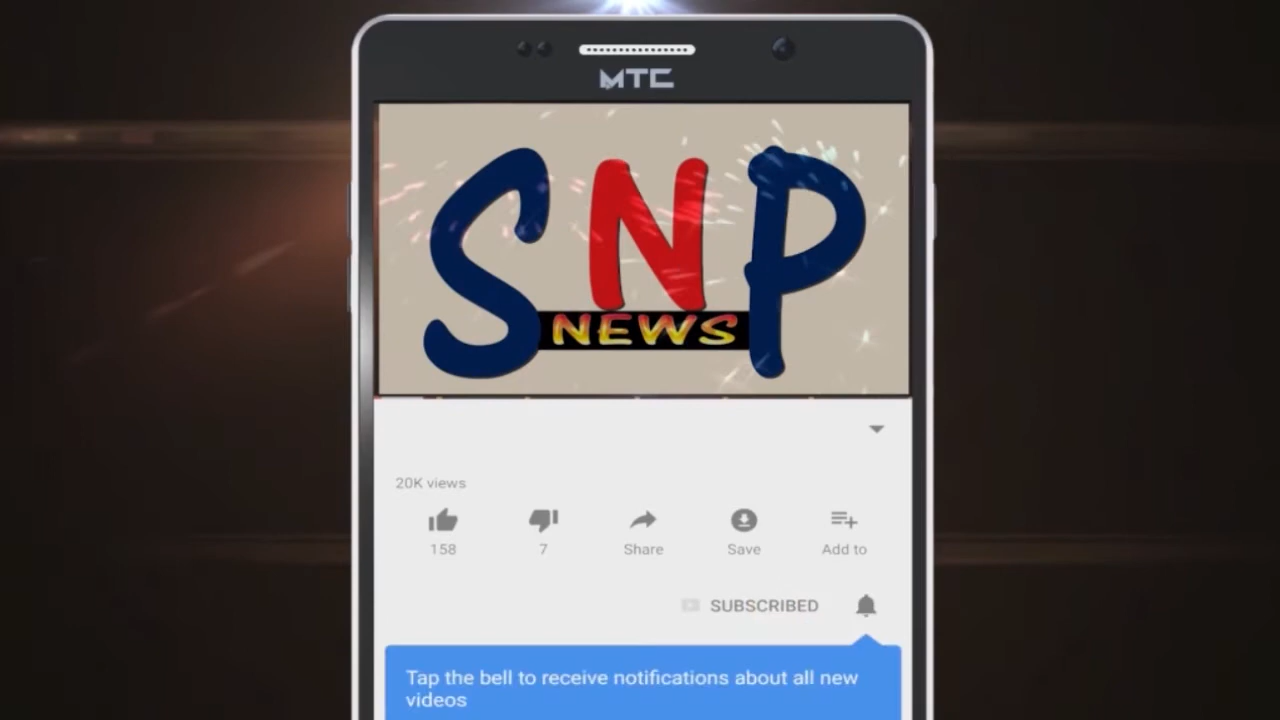 MTC
SNP
NEWS
20K views
158
7
Share
Save
Add to
SUBSCRIBED
Tap the bell to receive notifications about all new
videos